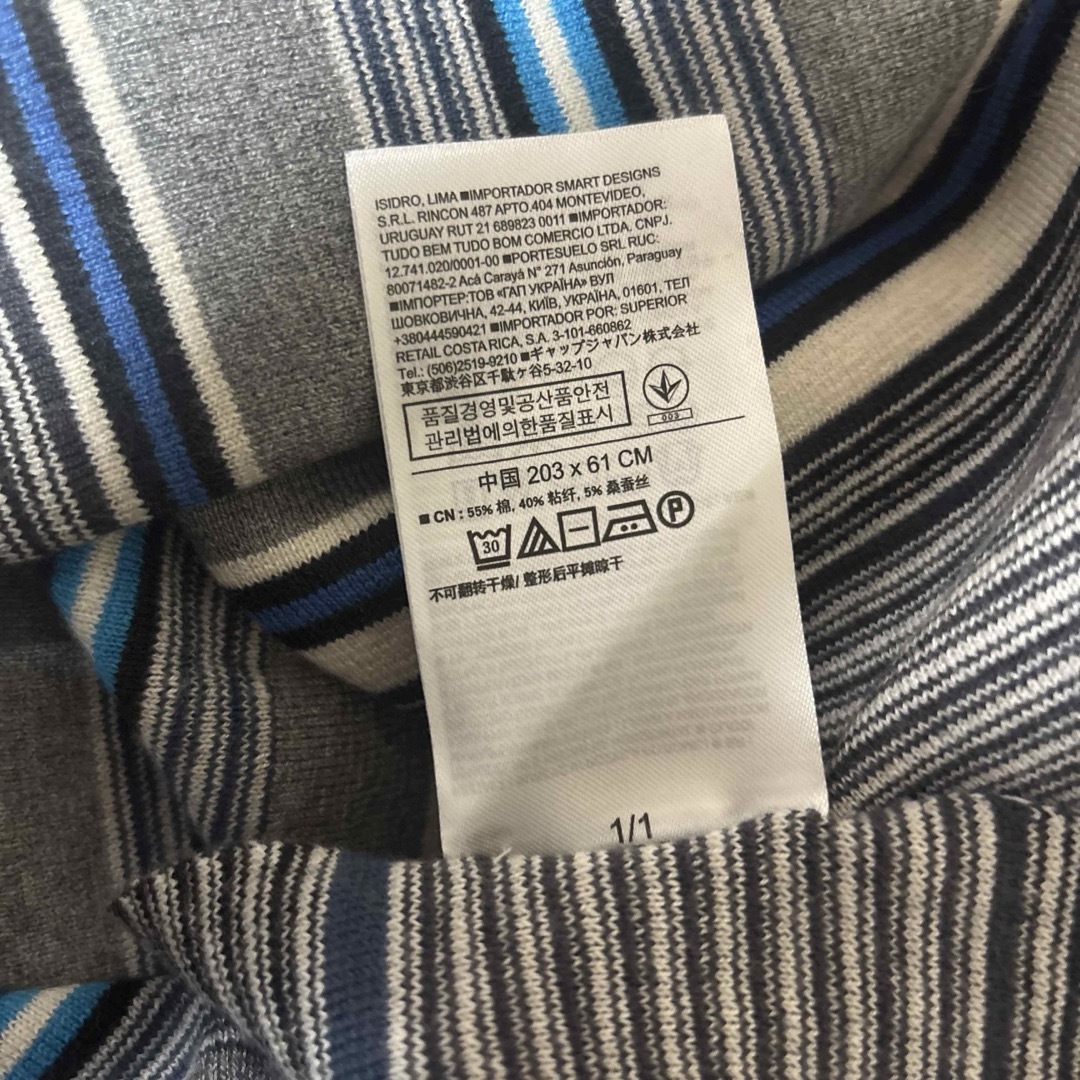 ISIDRO, LIMA ■IMPORTADOR SMART DESIGNS
S.R.L. RINCON 487 APTO.404 MONTEVIDEO,
URUGUAY RUT 21 689823 0011 ■IMPORTADOR:
TUDO BEM TUDO BOM COMERCIO LTDA. CNPJ.
12.741.020/0001-00 ■PORTESUELO SRL RUC:
80071482-2 Acá Carayá N° 271 Asunción, Paraguay
■ІМПОРТЕР:ТОВ «ГАП УКРАЇНА» ВУЛ
ШОВКОВИЧНА, 42-44, КИЇВ, УКРАЇНА, 01601, ТЕЛ
+380444590421 ■IMPORTADOR POR: SUPERIOR
RETAIL COSTA RICA, S.A. 3-101-660862
Tel.: (506)2519-9210 ■ギャップジャパン株式会社
東京都渋谷区千駄ヶ谷5-32-10
품질경영및공산품안전
관리법에의한품질표시
003
中国 203 x 61 CM
■CN : 55% 棉, 40% 粘纤, 5% 桑蚕丝
30 P
不可翻转干燥/ 整形后平摊晾干
1/1